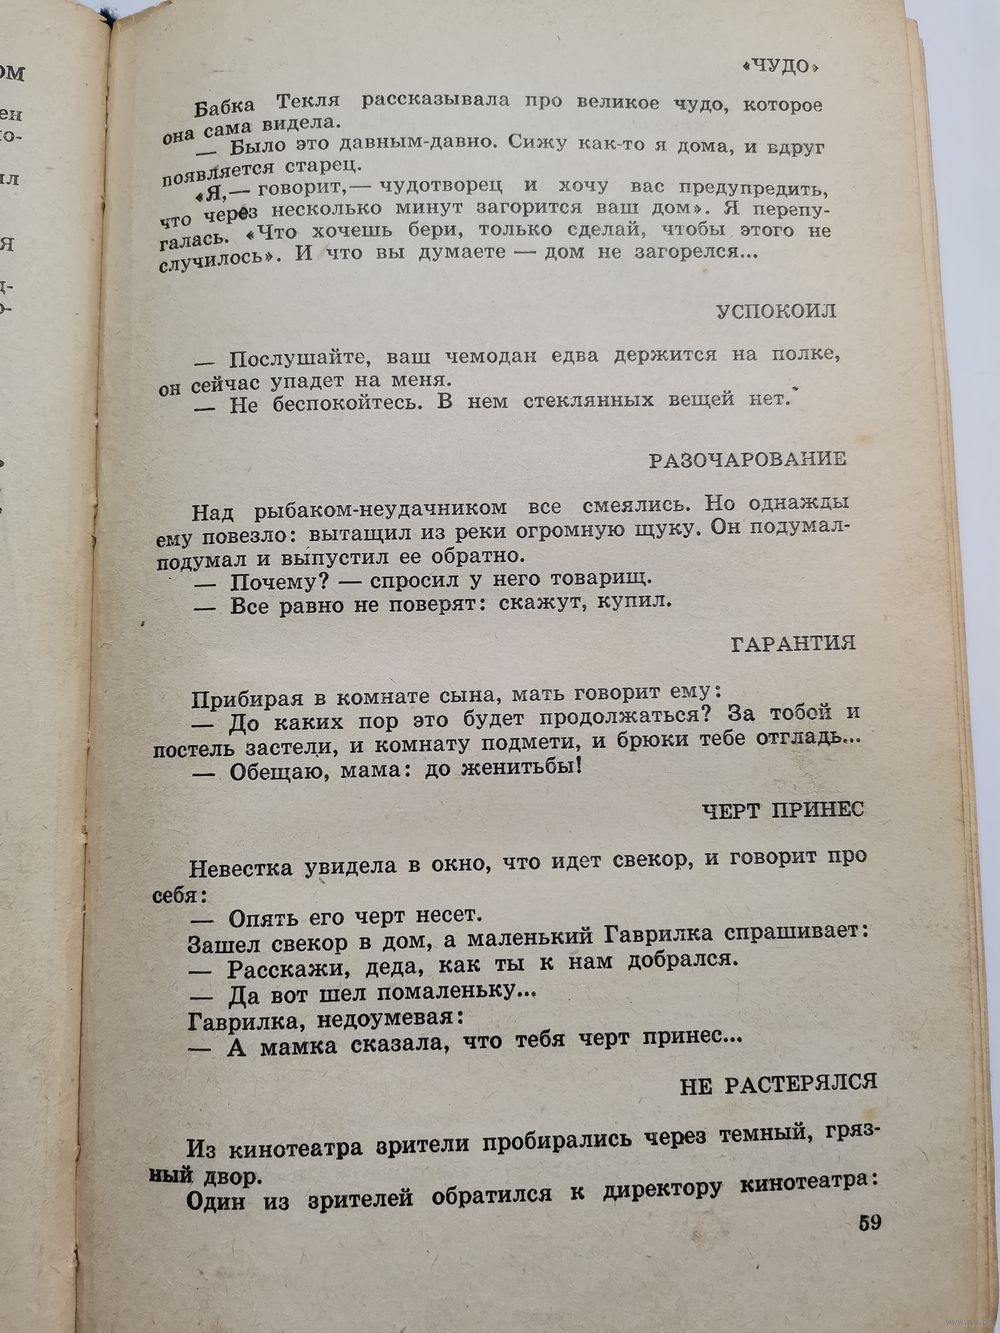 «ЧУДО»
Бабка Текля рассказывала про великое чудо, которое
она сама видела.
— Было это давным-давно. Сижу как-то я дома, и вдруг
появляется старец.
«Я,— говорит,— чудотворец и хочу вас предупредить,
что через несколько минут загорится ваш дом». Я перепу-
галась. «Что хочешь бери, только сделай, чтобы этого не
случилось». И что вы думаете — дом не загорелся...
УСПОКОИЛ
— Послушайте, ваш чемодан едва держится на полке,
он сейчас упадет на меня.
— Не беспокойтесь. В нем стеклянных вещей нет.
РАЗОЧАРОВАНИЕ
Над рыбаком-неудачником все смеялись. Но однажды
ему повезло: вытащил из реки огромную щуку. Он подумал-
подумал и выпустил ее обратно.
— Почему? — спросил у него товарищ.
— Все равно не поверят: скажут, купил.
ГАРАНТИЯ
Прибирая в комнате сына, мать говорит ему:
— До каких пор это будет продолжаться? За тобой и
постель застели, и комнату подмети, и брюки тебе отгладь...
— Обещаю, мама: до женитьбы!
ЧЕРТ ПРИНЕС
Невестка увидела в окно, что идет свекор, и говорит про
себя:
— Опять его черт несет.
Зашел свекор в дом, а маленький Гаврилка спрашивает:
— Расскажи, деда, как ты к нам добрался.
— Да вот шел помаленьку...
Гаврилка, недоумевая:
— А мамка сказала, что тебя черт принес...
НЕ РАСТЕРЯЛСЯ
Из кинотеатра зрители пробирались через темный, гряз-
ный двор.
Один из зрителей обратился к директору кинотеатра:
59